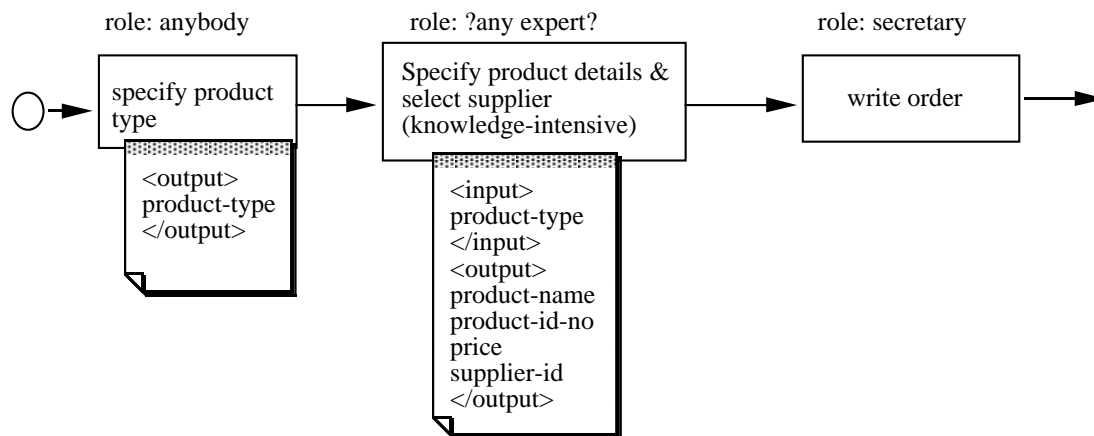 role: anybody
role: ?any expert?
role: secretary
specify product
type
Specify product details &
select supplier
(knowledge-intensive)
write order
<output>
product-type
</output>
<input>
product-type
</input>
<output>
product-name
product-id-no
price
supplier-id
</output>